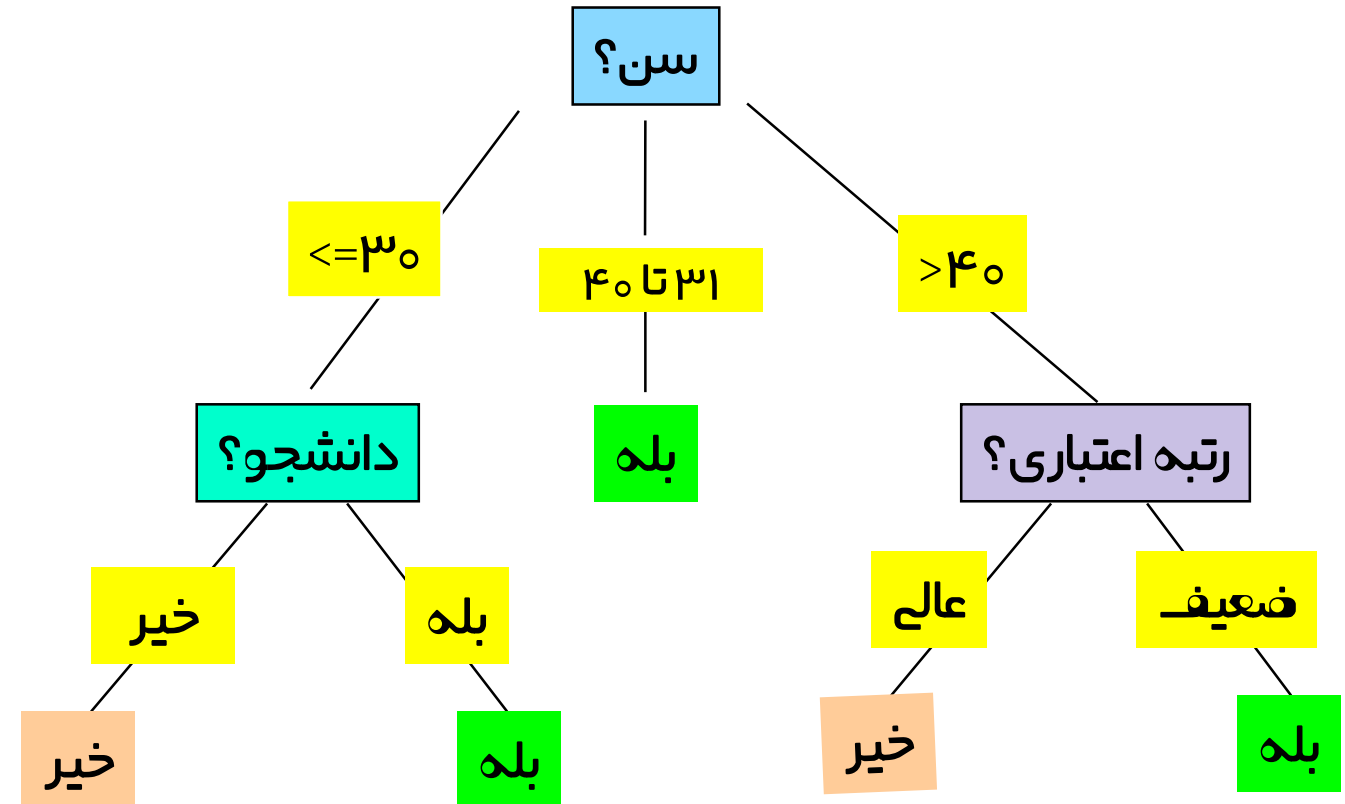 سن؟
<=۳۰
۳۱ تا ۴۰
>۴۰
دانشجو؟
بله
رتبه اعتباری؟
خیر
بله
عالی
ضعیف
خیر
بله
خیر
بله